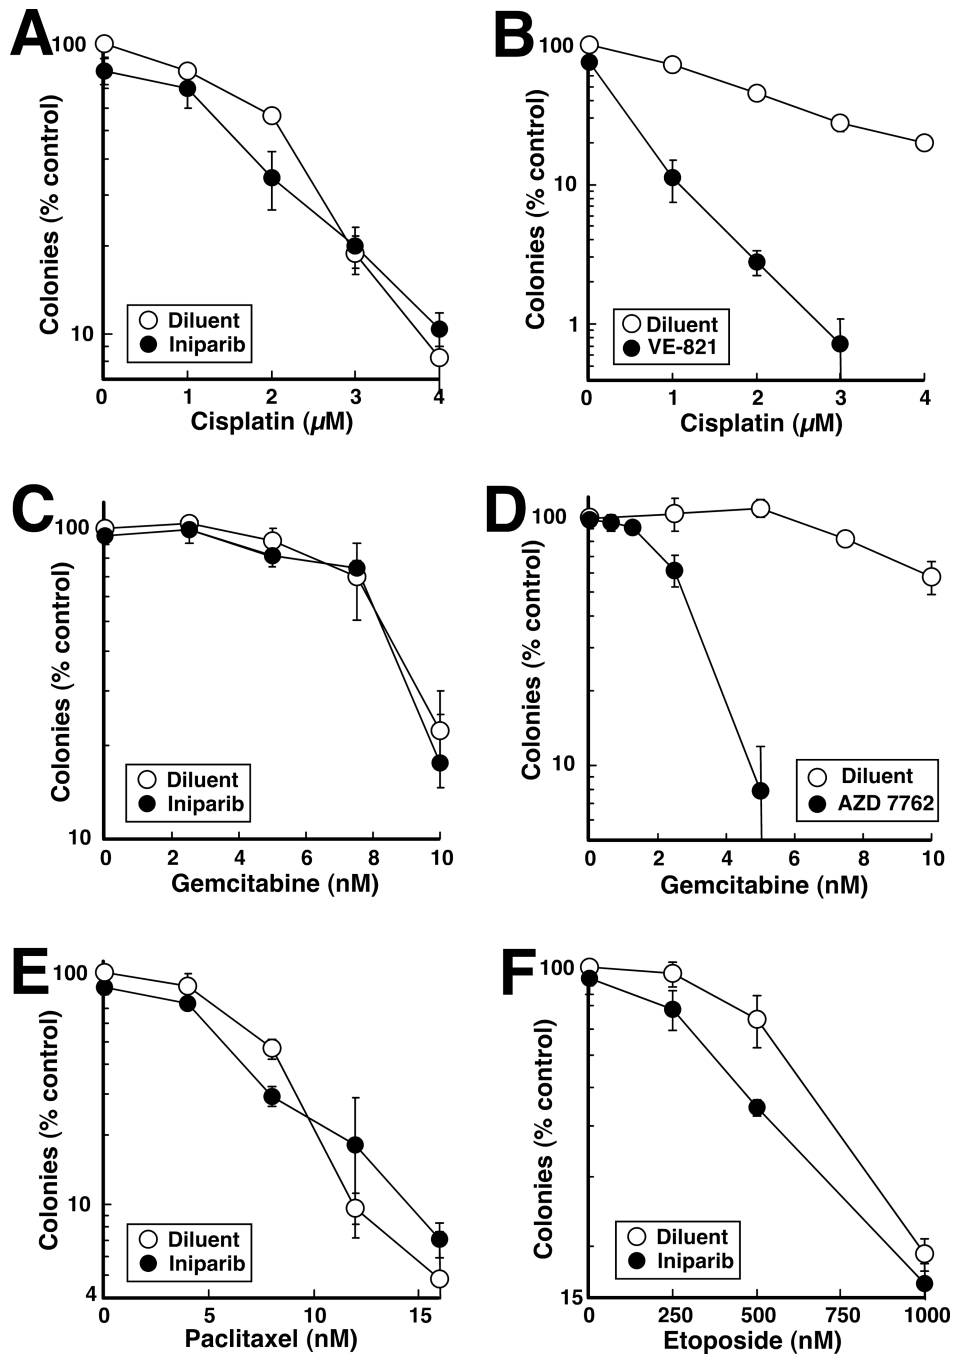 A
100
10
Colonies (% control)
Diluent
Iniparib
0 1 2 3 4
Cisplatin (µM)
B
100
10
1
Colonies (% control)
Diluent
VE-821
0 1 2 3 4
Cisplatin (µM)
C
100
10
Colonies (% control)
Diluent
Iniparib
0 2 4 6 8 10
Gemcitabine (nM)
D
100
10
Colonies (% control)
Diluent
AZD 7762
0 2 4 6 8 10
Gemcitabine (nM)
E
100
10
4
Colonies (% control)
Diluent
Iniparib
0 5 10 15
Paclitaxel (nM)
F
100
15
Colonies (% control)
Diluent
Iniparib
0 250 500 750 1000
Etoposide (nM)